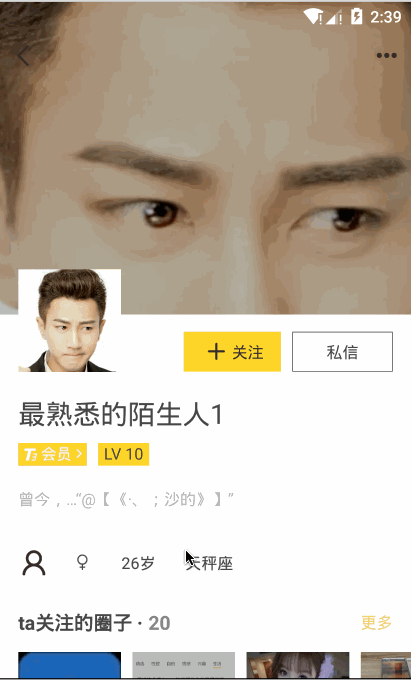 2:39
+ 关注
私信
最熟悉的陌生人1
会员 >
LV 10
曾今，...“@【《·、；沙的》】”
26岁
天秤座
ta关注的圈子 · 20
更多